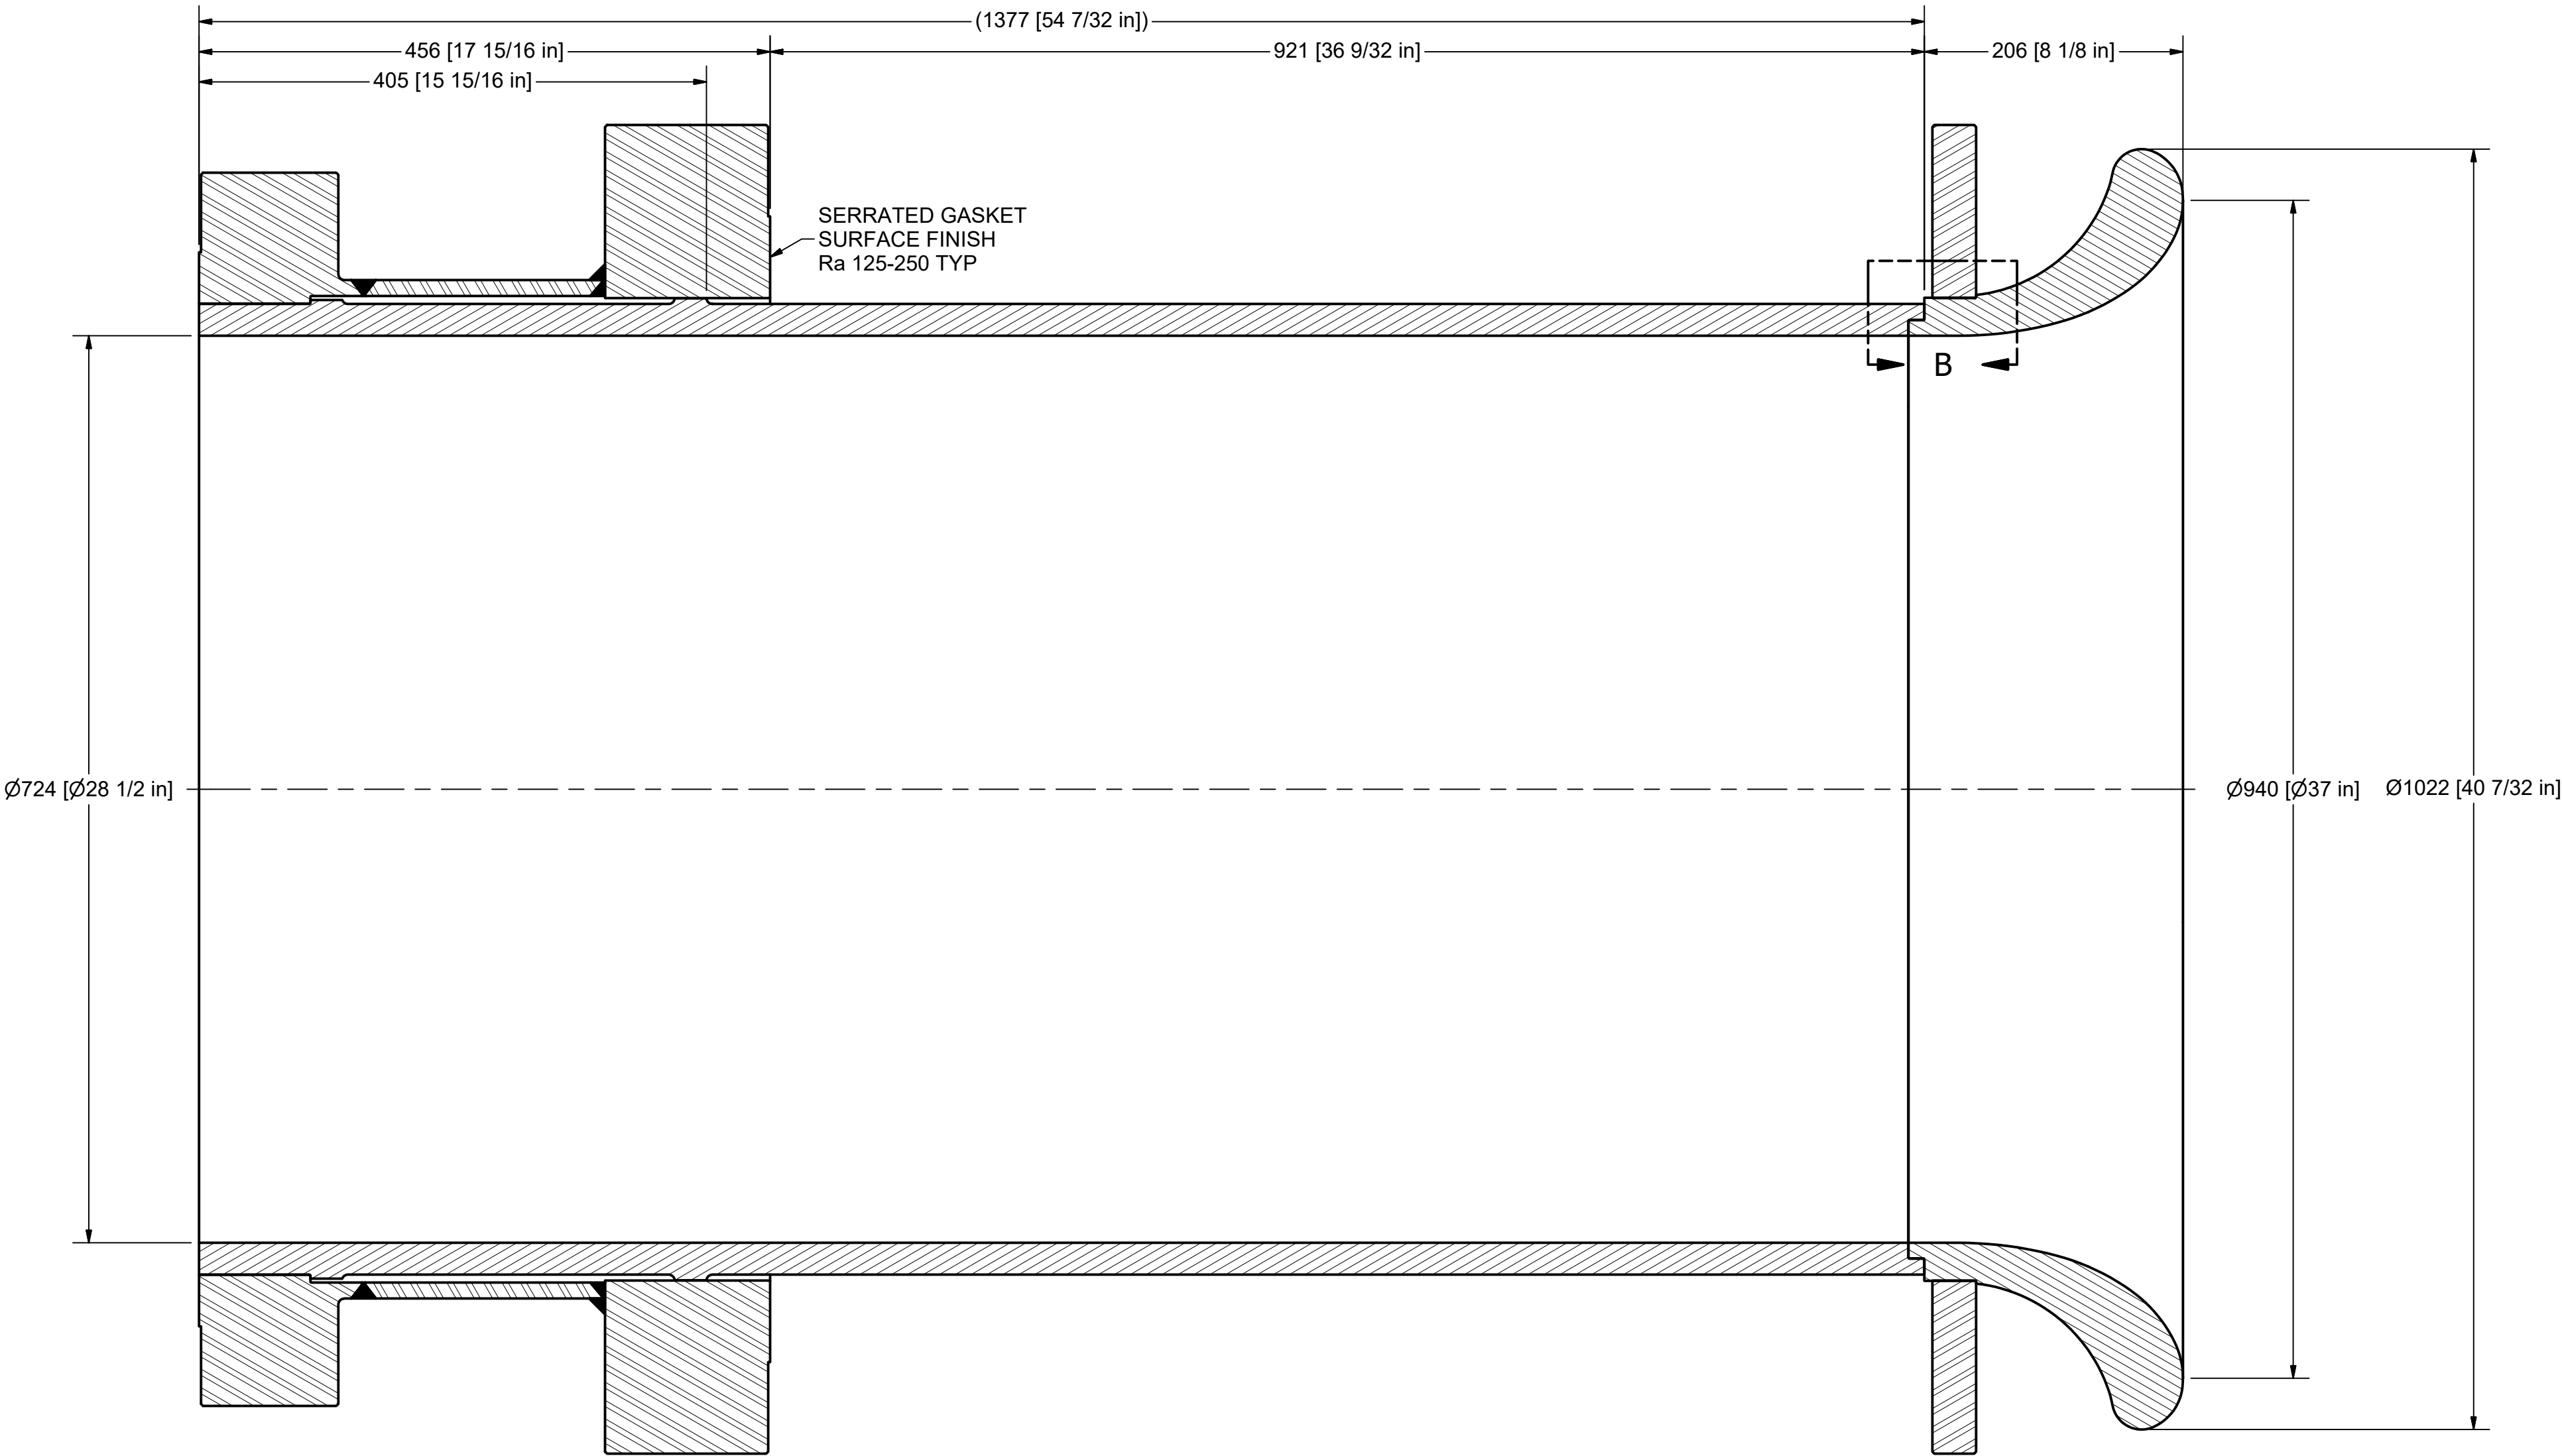 (1377 [54 7/32 in])
456 [17 15/16 in]
921 [36 9/32 in]
206 [8 1/8 in]
405 [15 15/16 in]
SERRATED GASKET
SURFACE FINISH
Ra 125-250 TYP
B
Ø724 [Ø28 1/2 in]
Ø940 [Ø37 in]
Ø1022 [40 7/32 in]